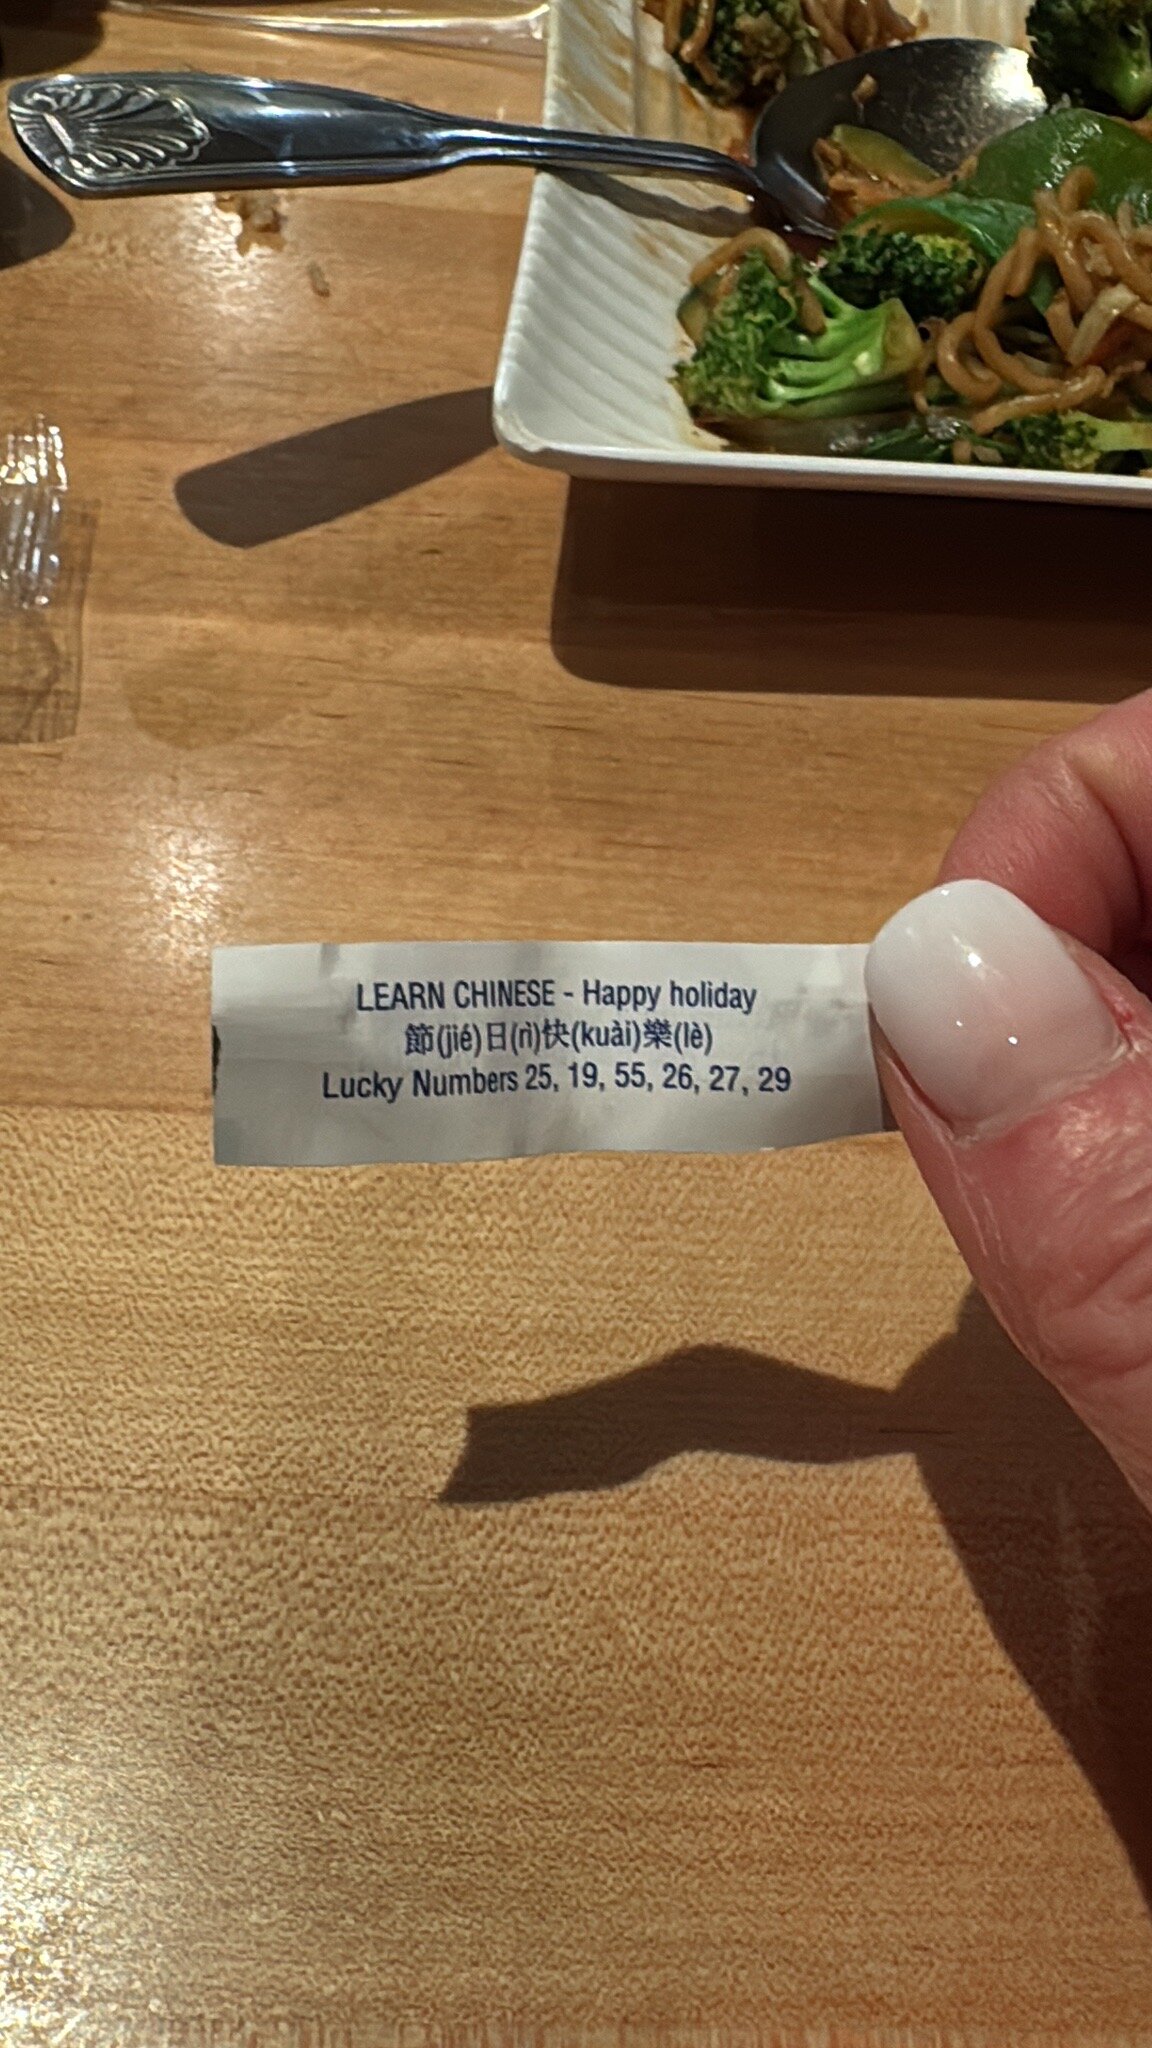 LEARN CHINESE - Happy holiday
節(jié)日(rì)快(kuài)樂(lè)
Lucky Numbers 25, 19, 55, 26, 27, 29